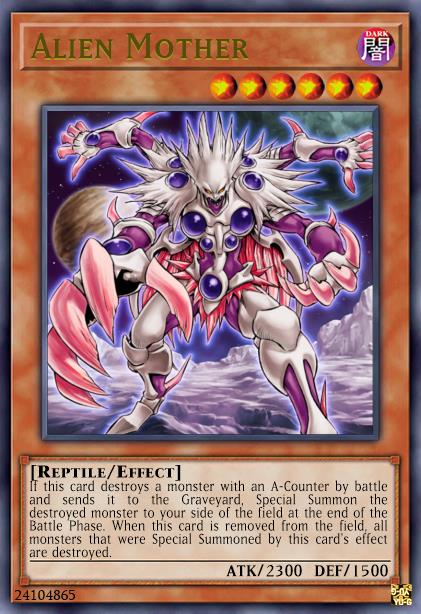 Alien Mother
DARK
闇
[Reptile/Effect]
If this card destroys a monster with an A-Counter by battle
and sends it to the Graveyard, Special Summon the
destroyed monster to your side of the field at the end of the
Battle Phase. When this card is removed from the field, all
monsters that were Special Summoned by this card's effect
are destroyed.
ATK/2300 DEF/1500
24104865